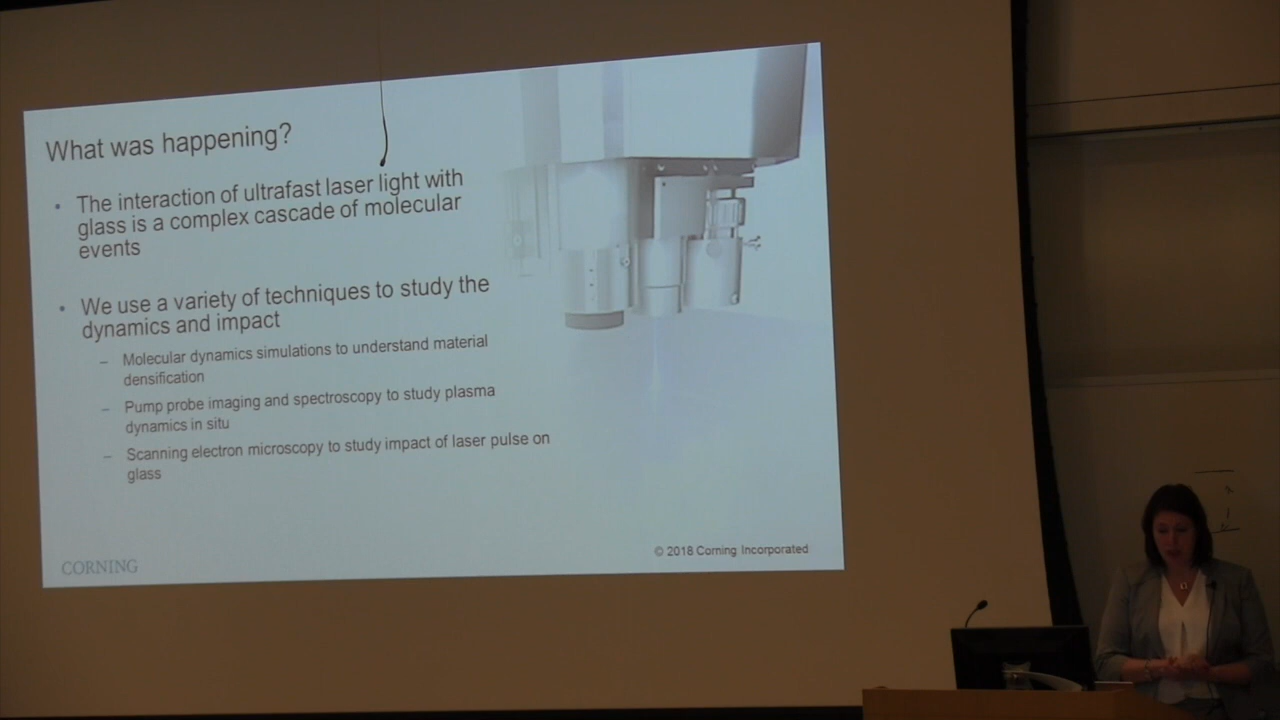 What was happening?
• The interaction of ultrafast laser light with
glass is a complex cascade of molecular
events
• We use a variety of techniques to study the
dynamics and impact
– Molecular dynamics simulations to understand material
densification
– Pump probe imaging and spectroscopy to study plasma
dynamics in situ
– Scanning electron microscopy to study impact of laser pulse on
glass
CORNING
© 2018 Corning Incorporated